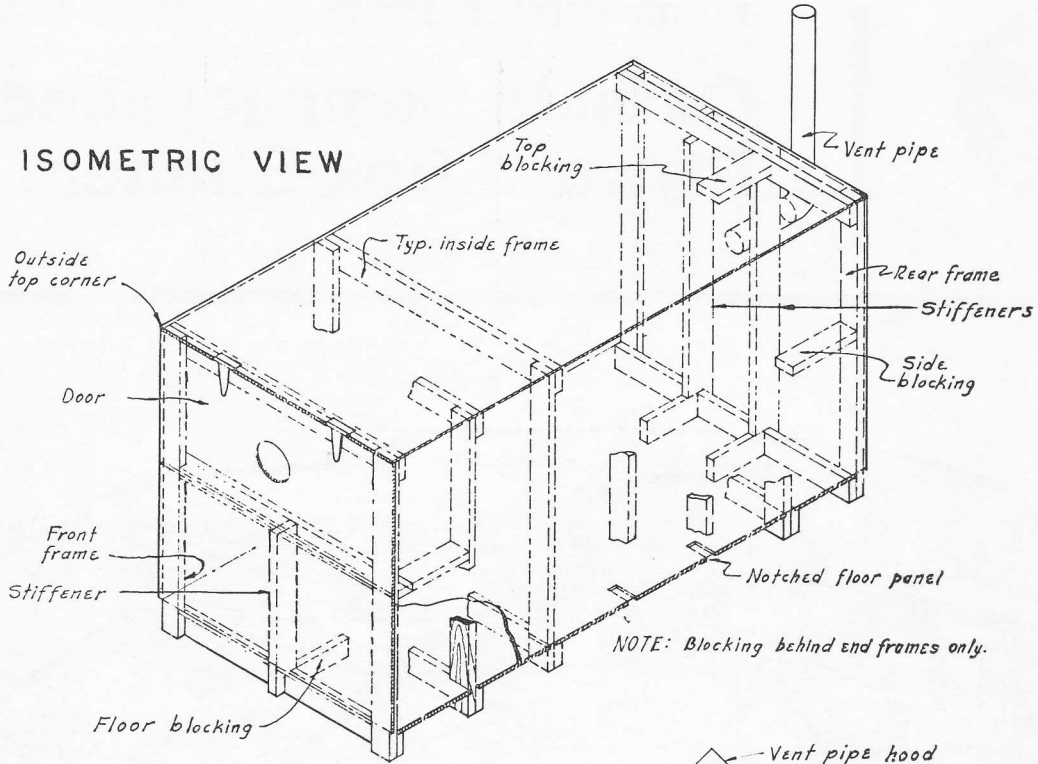 ISOMETRIC VIEW
Top
blocking
Vent pipe
Typ. inside frame
Outside
top corner
Rear frame
Stiffeners
Side
blocking
Door
Front
frame
Stiffener
Notched floor panel
NOTE: Blocking behind end frames only.
Floor blocking
Vent pipe hood